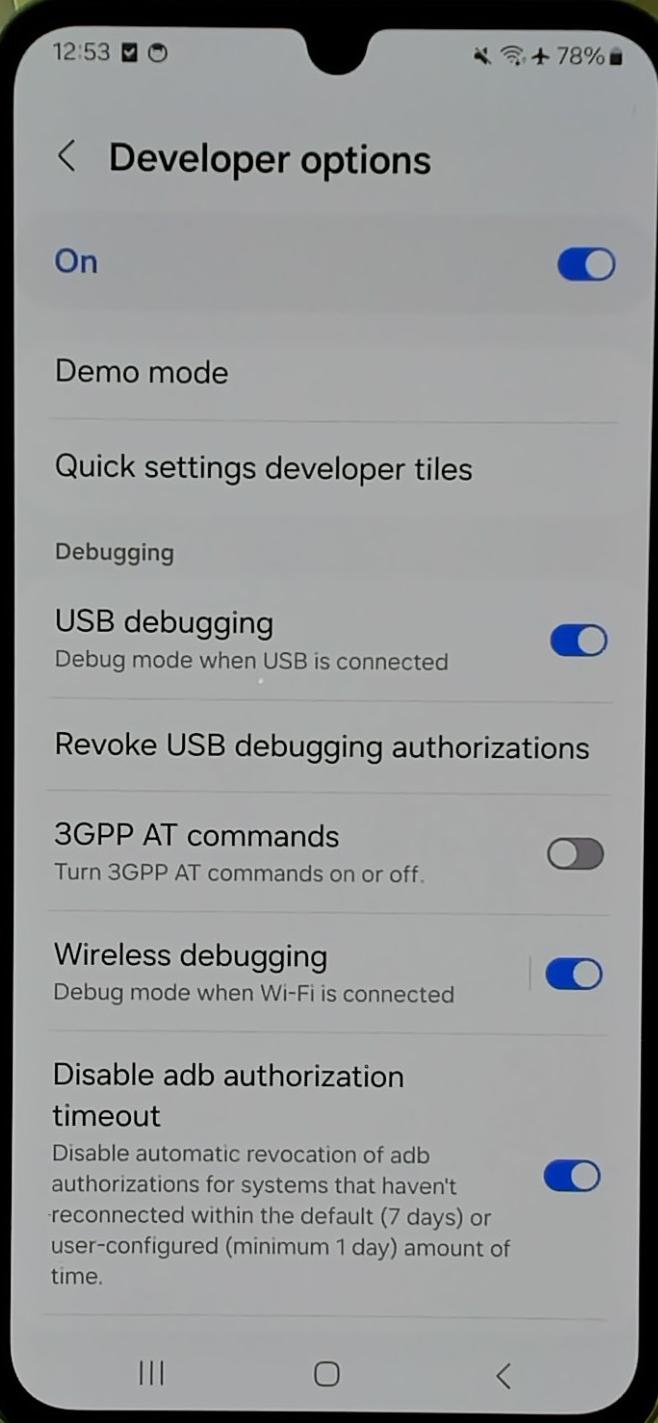 12:53 78%
Developer options
On
Demo mode
Quick settings developer tiles
Debugging
USB debugging
Debug mode when USB is connected
Revoke USB debugging authorizations
3GPP AT commands
Turn 3GPP AT commands on or off.
Wireless debugging
Debug mode when Wi-Fi is connected
Disable adb authorization
timeout
Disable automatic revocation of adb
authorizations for systems that haven't
reconnected within the default (7 days) or
user-configured (minimum 1 day) amount of
time.